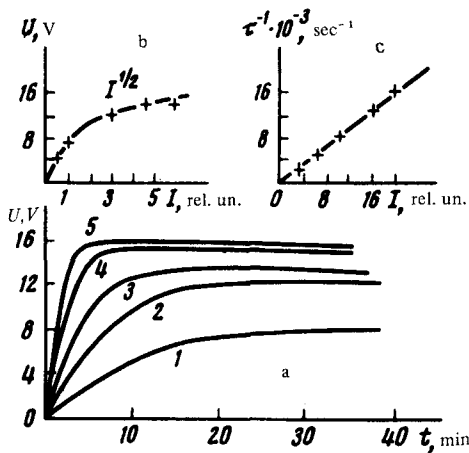 U, V
b
I^1/2
16
8
1
3
5
I, rel. un.
τ^-1·10^-3, sec^-1
c
16
8
0
8
16
I, rel. un.
U, V
16
12
8
4
0
5
4
3
2
1
a
10
20
30
40
t, min